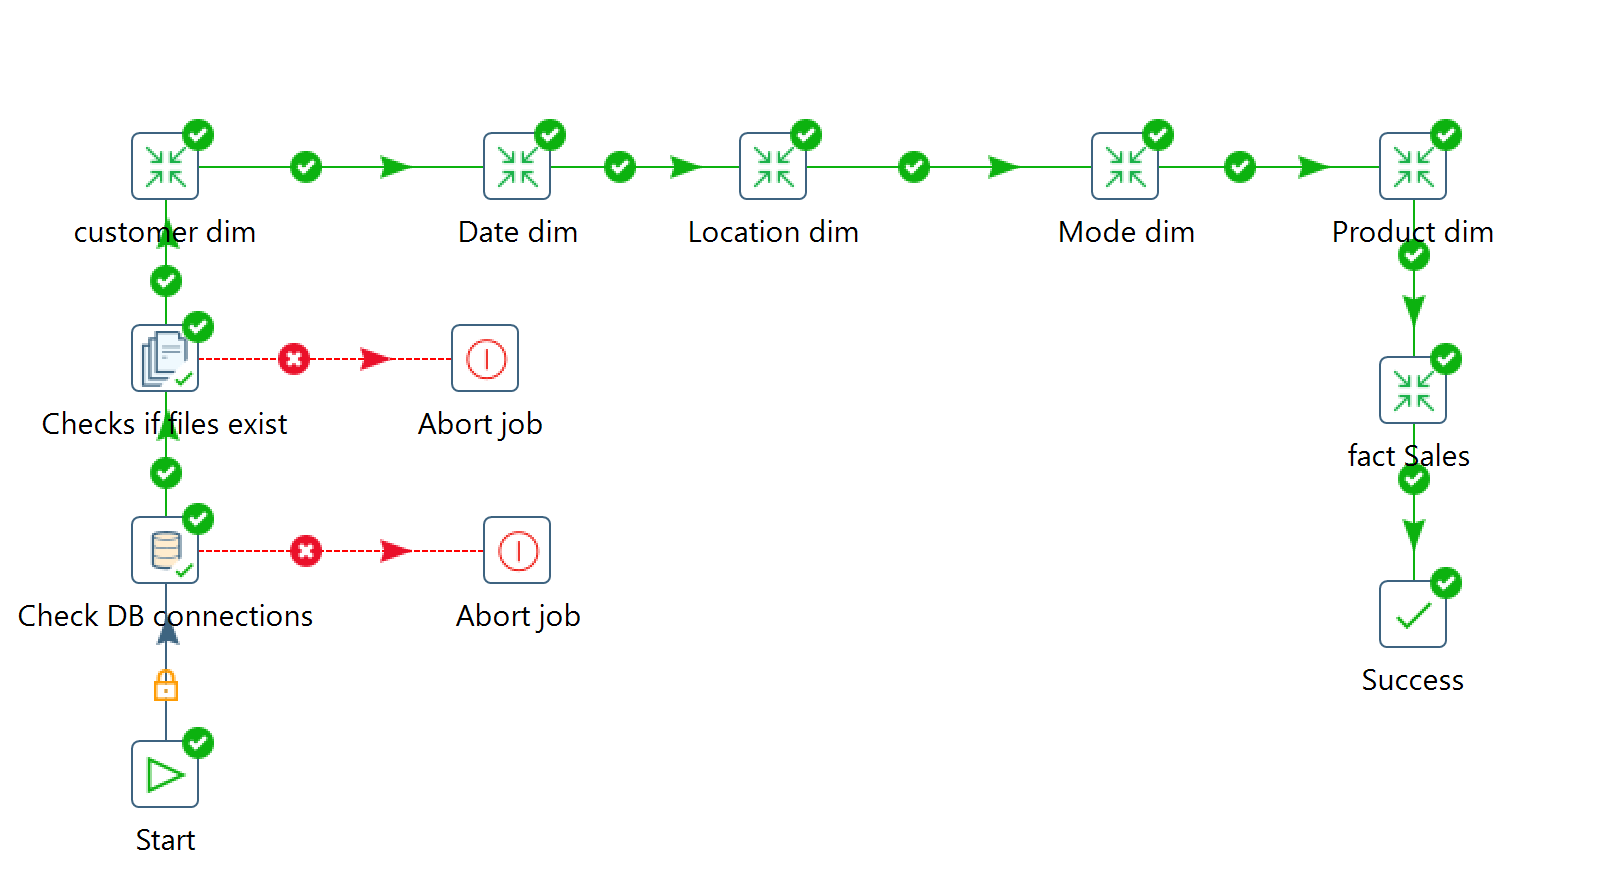 customer dim
Date dim
Location dim
Mode dim
Product dim
Checks if files exist
Abort job
fact Sales
Check DB connections
Abort job
Success
Start